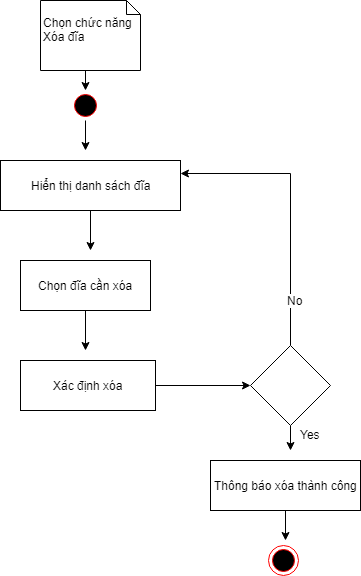 Chọn chức năng
Xóa đĩa
Hiển thị danh sách đĩa
Chọn đĩa cần xóa
No
Xác định xóa
Yes
Thông báo xóa thành công